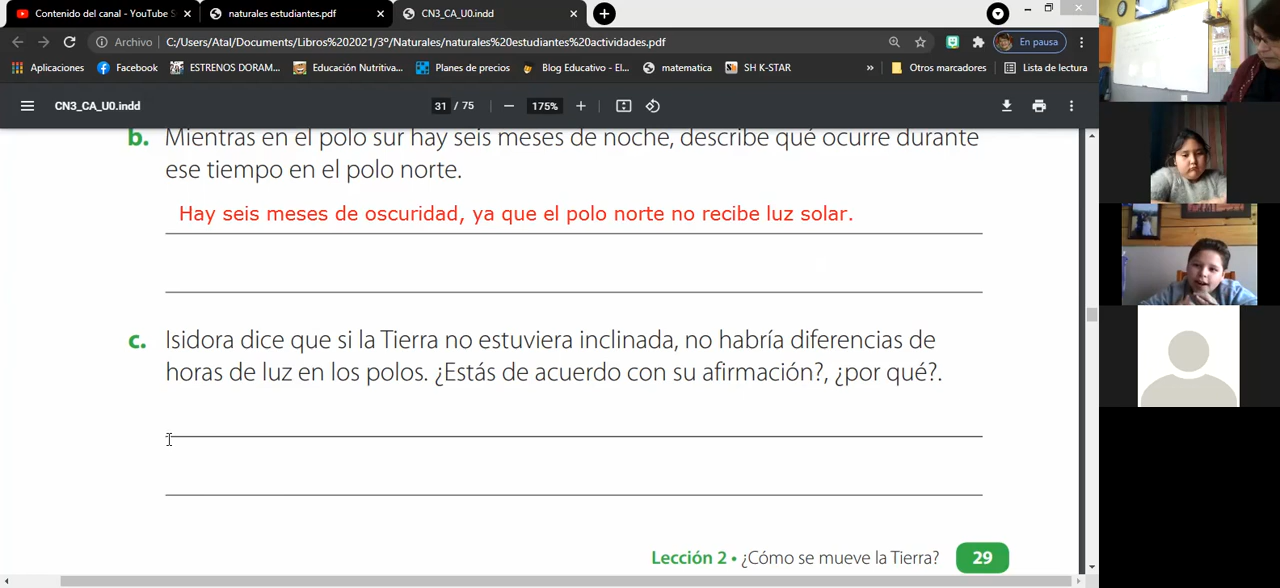 Contenido del canal - YouTube S
naturales estudiantes.pdf
CN3_CA_U0.indd
Archivo
C:/Users/Atal/Documents/Libros%202021/3º/Naturales/naturales%20estudiantes%20actividades.pdf
En pausa
Aplicaciones
Facebook
ESTRENOS DORAM...
Educación Nutritiva...
Planes de precios
Blog Educativo - El...
matematica
SH K-STAR
»
Otros marcadores
Lista de lectura
CN3_CA_U0.indd
31 / 75
175%
b. Mientras en el polo sur hay seis meses de noche, describe qué ocurre durante
ese tiempo en el polo norte.
Hay seis meses de oscuridad, ya que el polo norte no recibe luz solar.
c. Isidora dice que si la Tierra no estuviera inclinada, no habría diferencias de
horas de luz en los polos. ¿Estás de acuerdo con su afirmación?, ¿por qué?.
Lección 2 • ¿Cómo se mueve la Tierra? 29